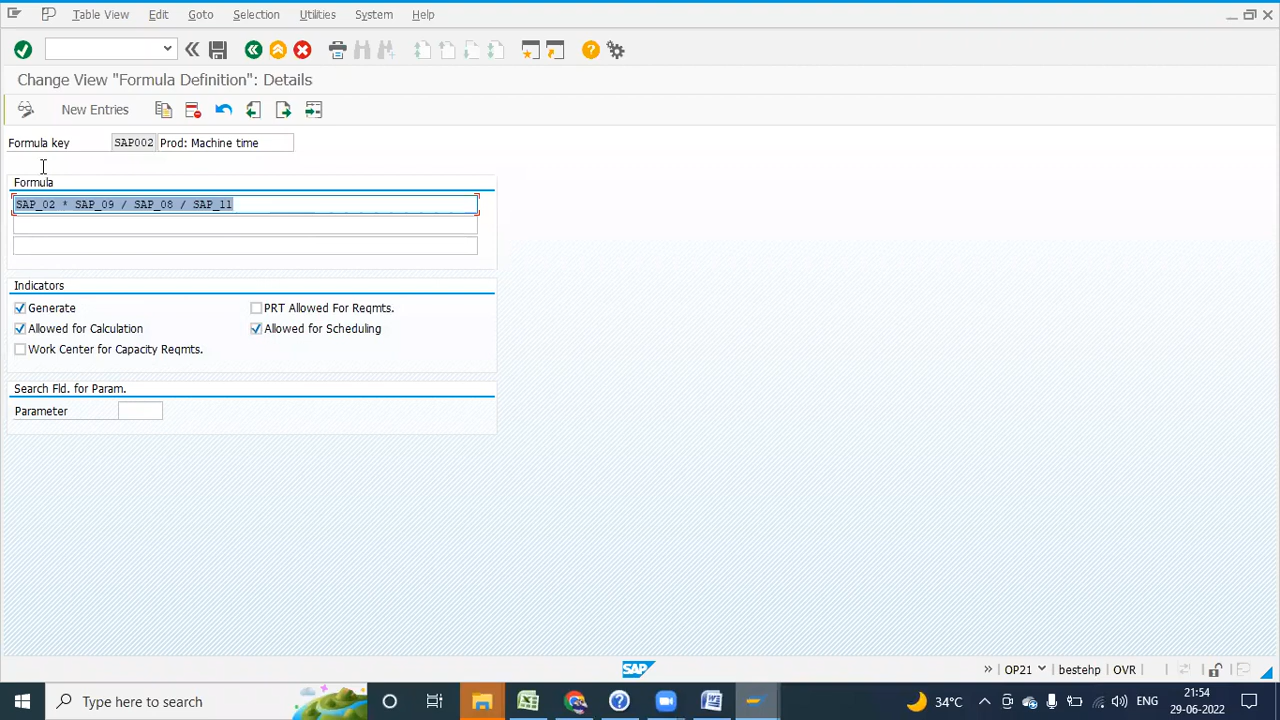 Table View Edit Goto Selection Utilities System Help
Change View "Formula Definition": Details
New Entries
Formula key SAP002 Prod: Machine time
Formula
SAP_02 * SAP_09 / SAP_08 / SAP_11
Indicators
Generate PRT Allowed For Reqmts.
Allowed for Calculation Allowed for Scheduling
Work Center for Capacity Reqmts.
Search Fld. for Param.
Parameter
SAP OP21 bestehp OVR
Type here to search 34°C ENG 21:54
29-06-2022